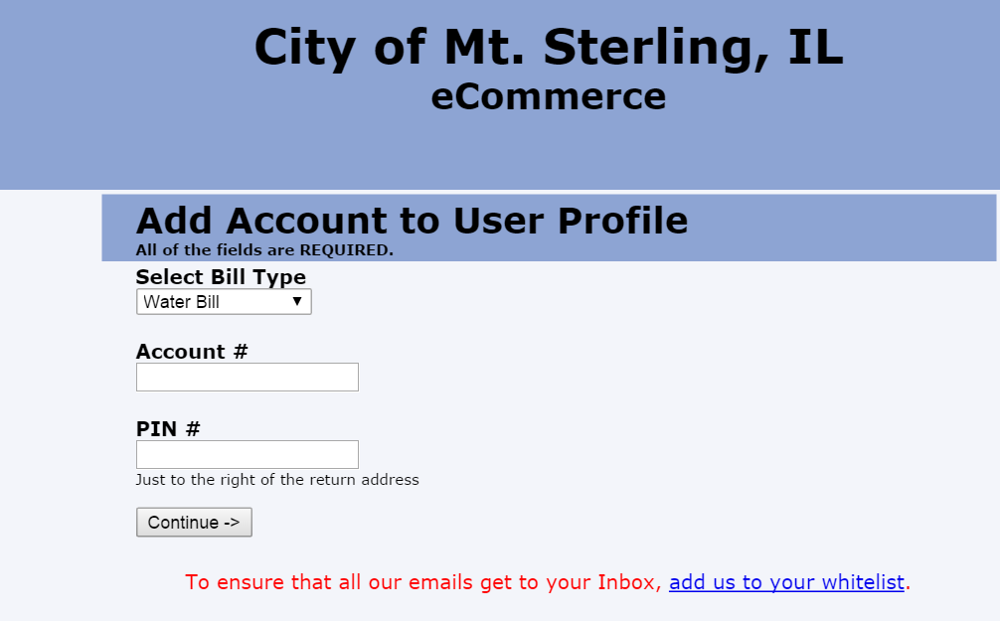 City of Mt. Sterling, IL
eCommerce
Add Account to User Profile
All of the fields are REQUIRED.
Select Bill Type
Water Bill
Account #
PIN #
Just to the right of the return address
Continue ->
To ensure that all our emails get to your Inbox, add us to your whitelist.